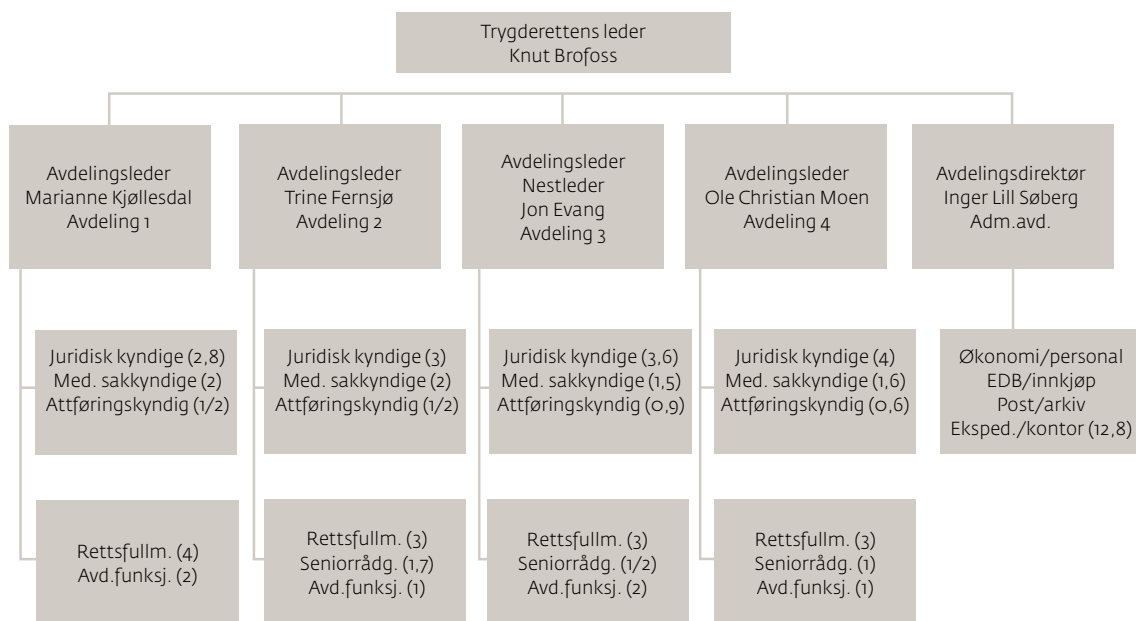 Trygderettens leder
Knut Brofoss
Avdelingsleder
Marianne Kjøllesdal
Avdeling 1
Avdelingsleder
Trine Fernsjø
Avdeling 2
Avdelingsleder
Nestleder
Jon Evang
Avdeling 3
Avdelingsleder
Ole Christian Moen
Avdeling 4
Avdelingsdirektør
Inger Lill Søberg
Adm.avd.
Juridisk kyndige (2,8)
Med. sakkyndige (2)
Attføringskyndig (1/2)
Juridisk kyndige (3)
Med. sakkyndige (2)
Attføringskyndig (1/2)
Juridisk kyndige (3,6)
Med. sakkyndige (1,5)
Attføringskyndig (0,9)
Juridisk kyndige (4)
Med. sakkyndige (1,6)
Attføringskyndig (0,6)
Økonomi/personal
EDB/innkjøp
Post/arkiv
Eksped./kontor (12,8)
Rettsfullm. (4)
Avd.funksj. (2)
Rettsfullm. (3)
Seniorrådg. (1,7)
Avd.funksj. (1)
Rettsfullm. (3)
Seniorrådg. (1/2)
Avd.funksj. (2)
Rettsfullm. (3)
Seniorrådg. (1)
Avd.funksj. (1)